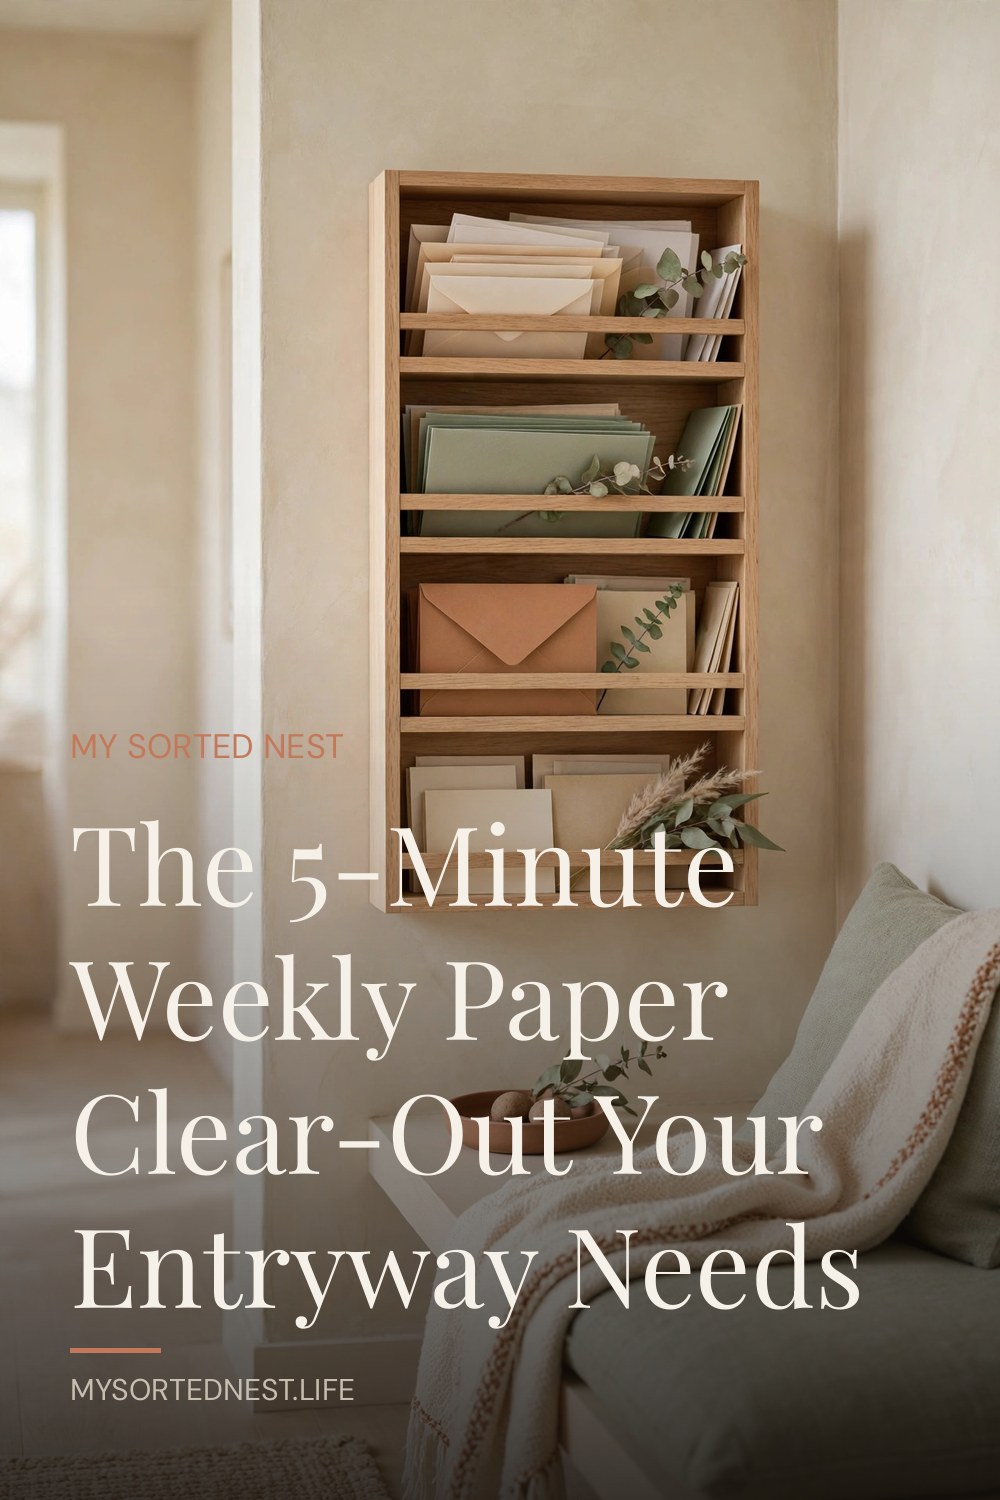 MY SORTED NEST
The 5-Minute
Weekly Paper
Clear-Out Your
Entryway Needs
MYSORTEDNEST.LIFE